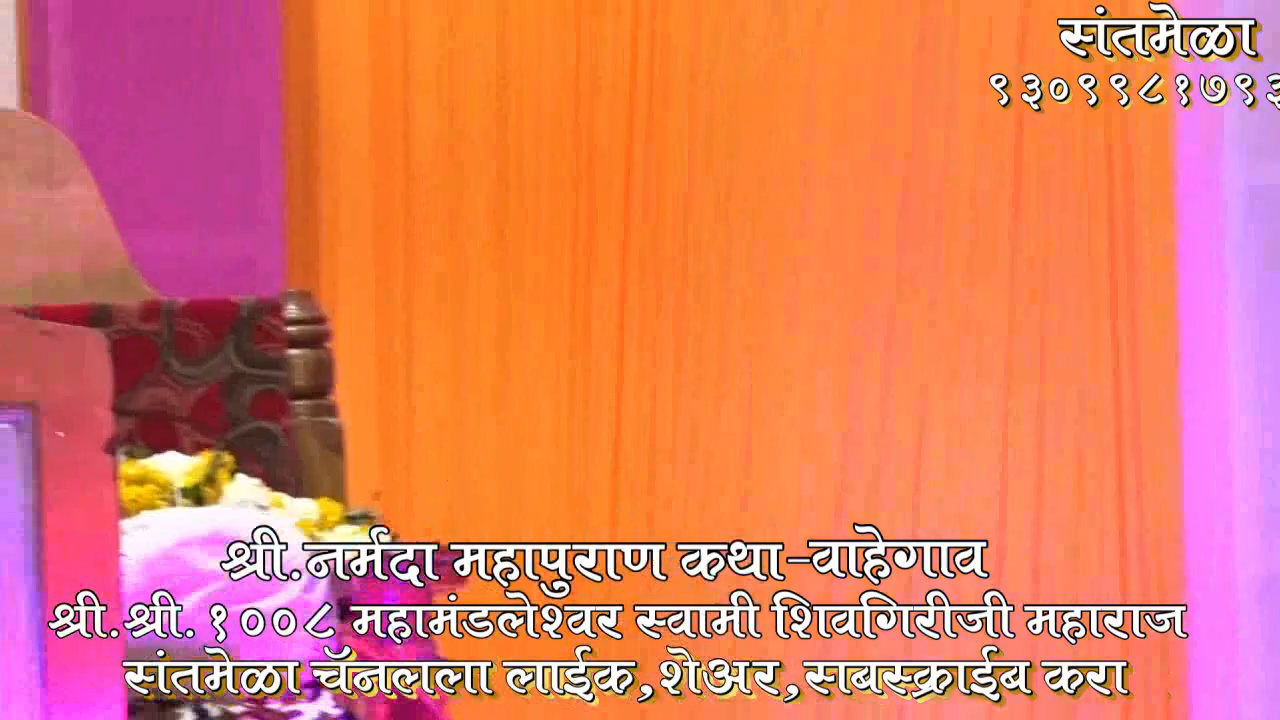 संतमेळा
९३०९९८१७९३
श्री.नर्मदा महापुराण कथा-वाहेगाव
श्री.श्री. १००८ महामंडलेश्वर स्वामी शिवगिरीजी महाराज
संतमेळा चॅनलला लाईक,शेअर,सबस्क्राईब करा